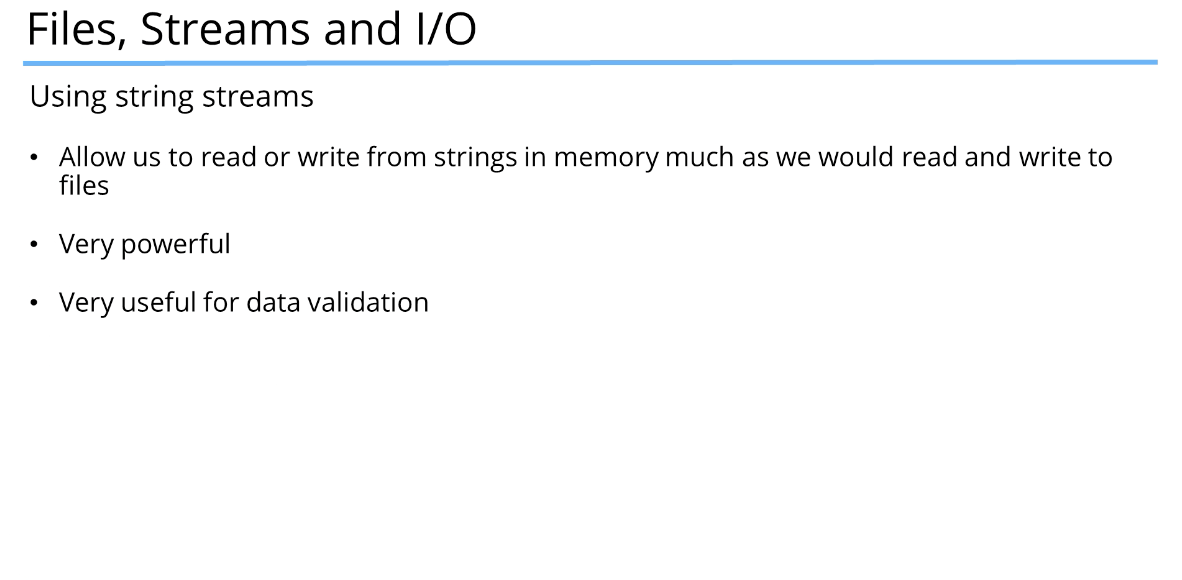 Files, Streams and I/O
Using string streams
• Allow us to read or write from strings in memory much as we would read and write to
files
• Very powerful
• Very useful for data validation